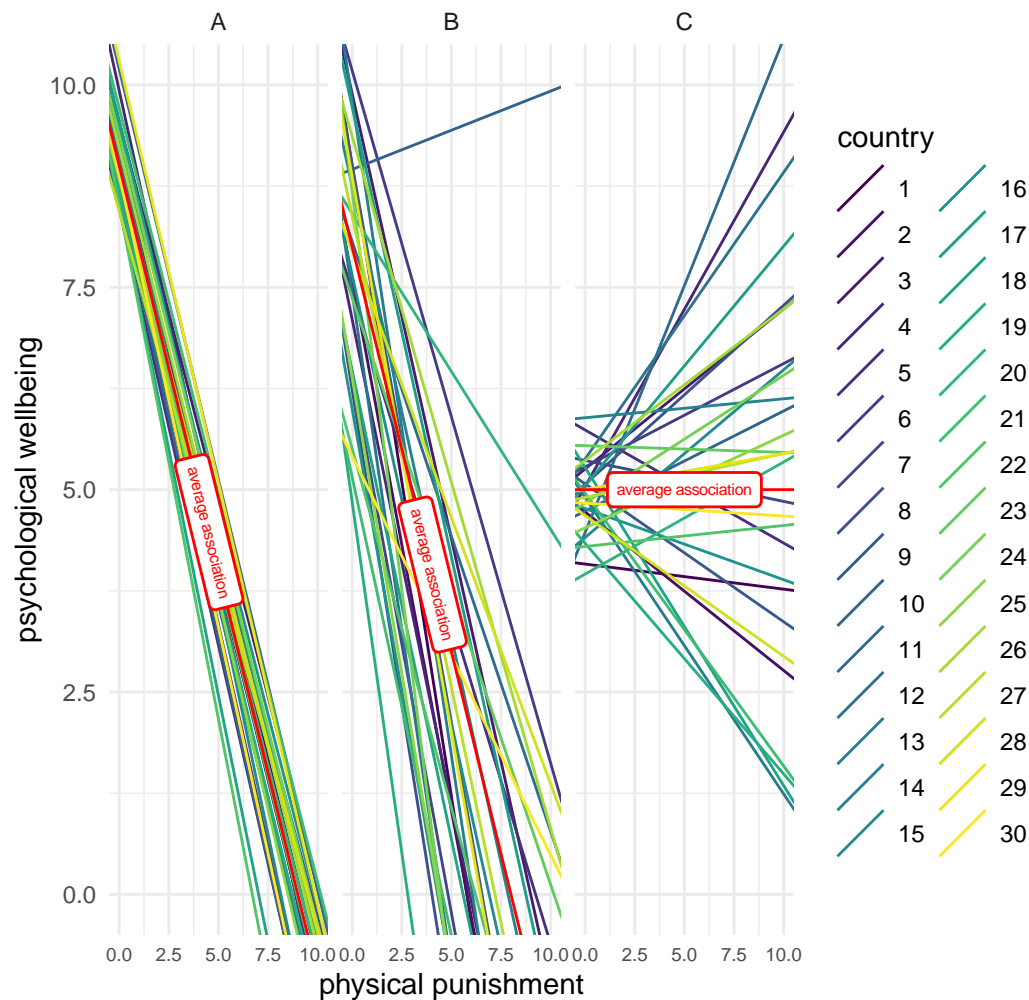 A B C
10.0
7.5
5.0
2.5
0.0
psychological wellbeing
average association
average association
average association
0.0 2.5 5.0 7.5 10.0 0.0 2.5 5.0 7.5 10.0 0.0 2.5 5.0 7.5 10.0
physical punishment
country
1 16
2 17
3 18
4 19
5 20
6 21
7 22
8 23
9 24
10 25
11 26
12 27
13 28
14 29
15 30